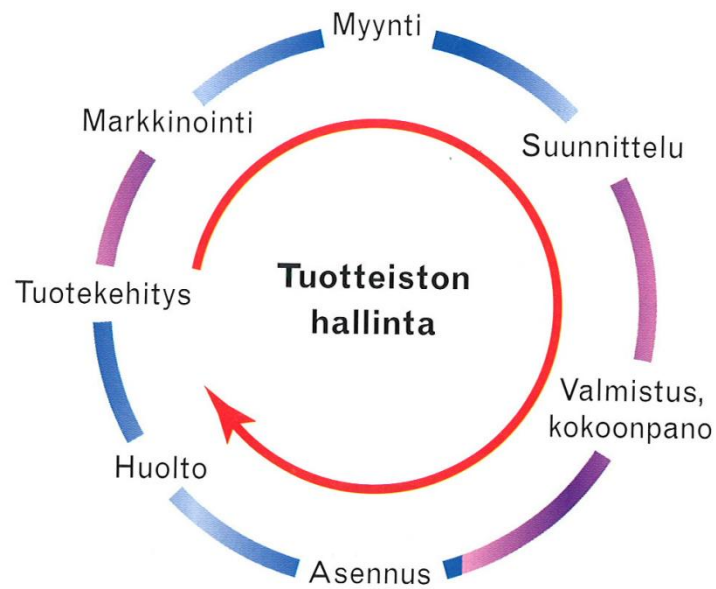 Myynti
Suunnittelu
Valmistus,
kokoonpano
Asennus
Huolto
Tuotekehitys
Markkinointi
Tuotteiston
hallinta